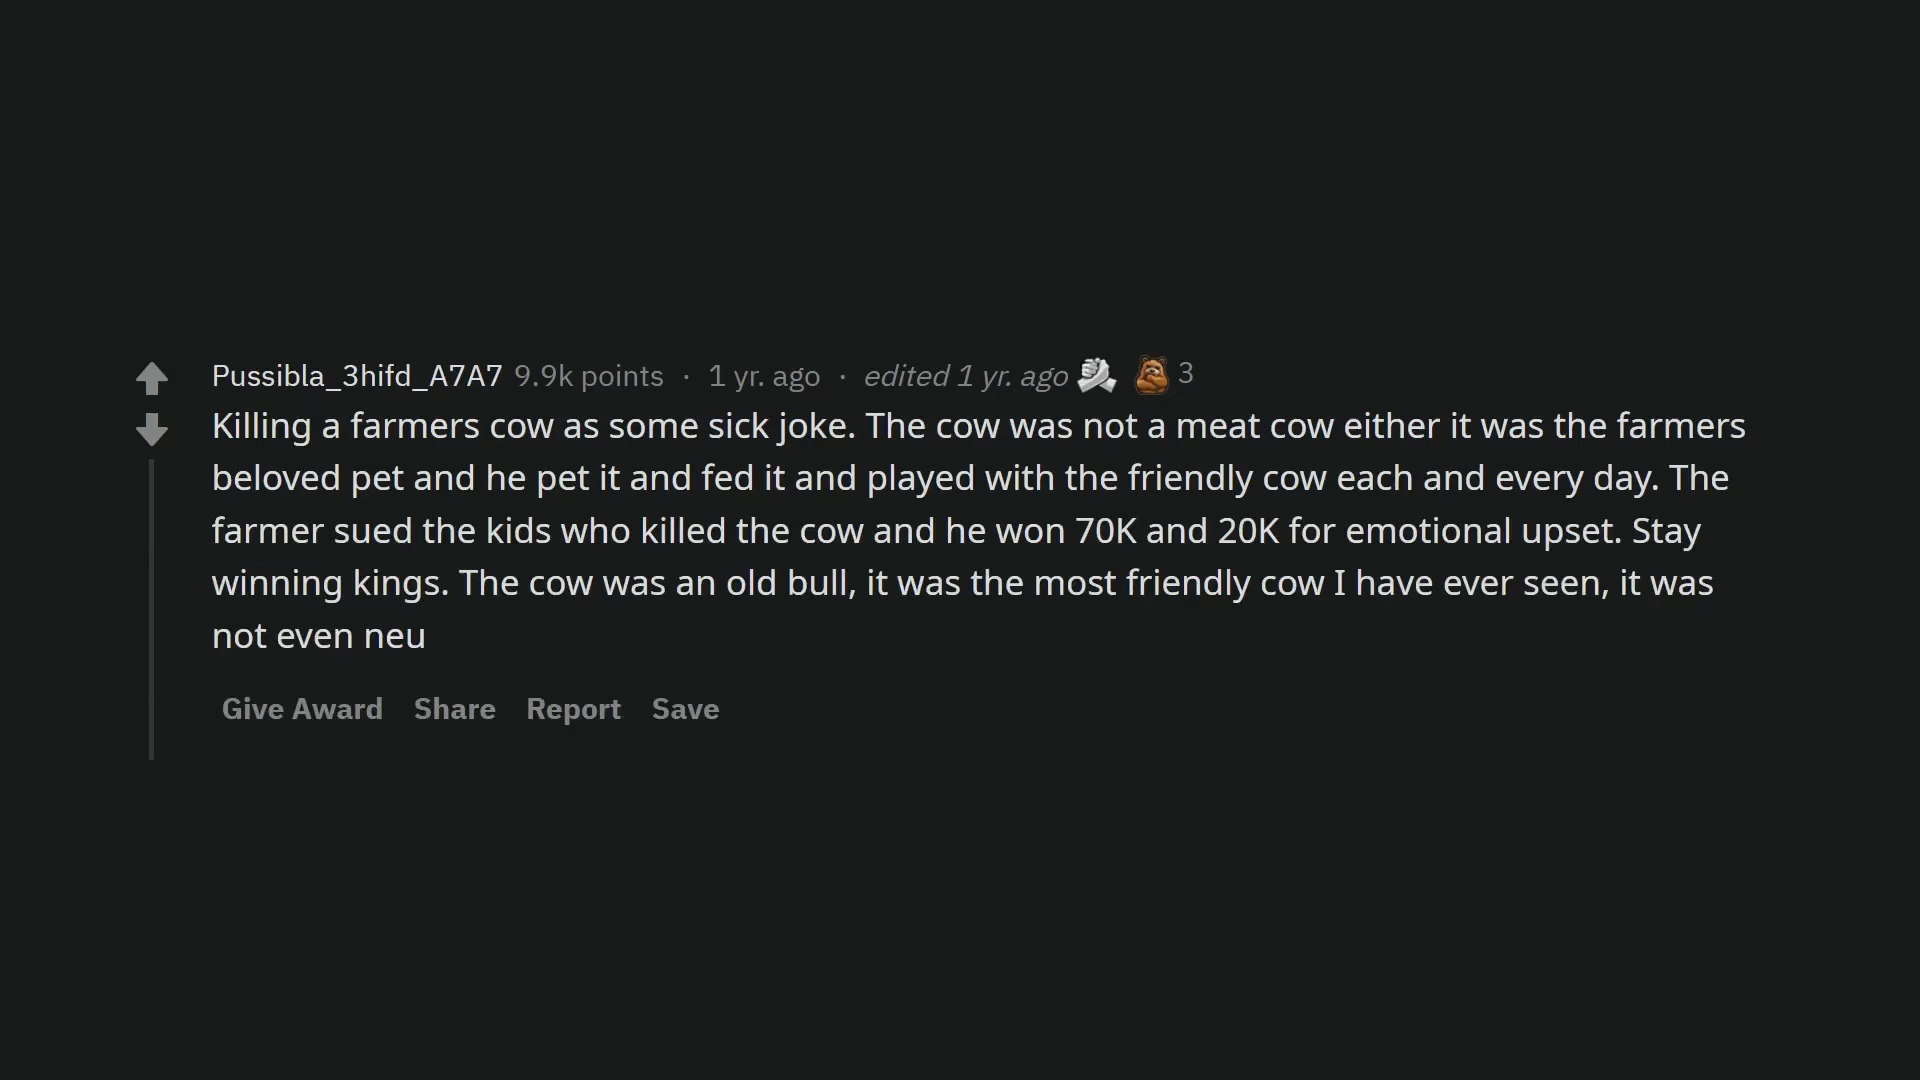 Pussibla_3hifd_A7A7 9.9k points · 1 yr. ago · edited 1 yr. ago 3
Killing a farmers cow as some sick joke. The cow was not a meat cow either it was the farmers
beloved pet and he pet it and fed it and played with the friendly cow each and every day. The
farmer sued the kids who killed the cow and he won 70K and 20K for emotional upset. Stay
winning kings. The cow was an old bull, it was the most friendly cow I have ever seen, it was
not even neu
Give Award Share Report Save